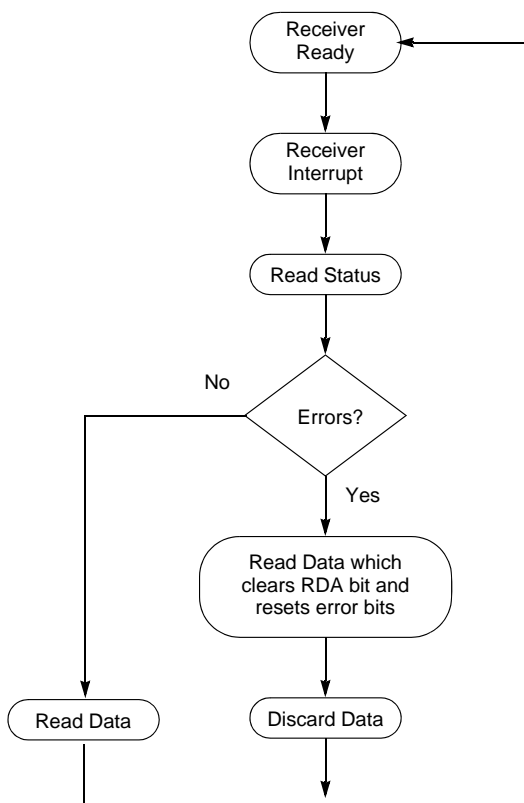 Receiver
Ready
Receiver
Interrupt
Read Status
No
Errors?
Yes
Read Data which
clears RDA bit and
resets error bits
Read Data
Discard Data